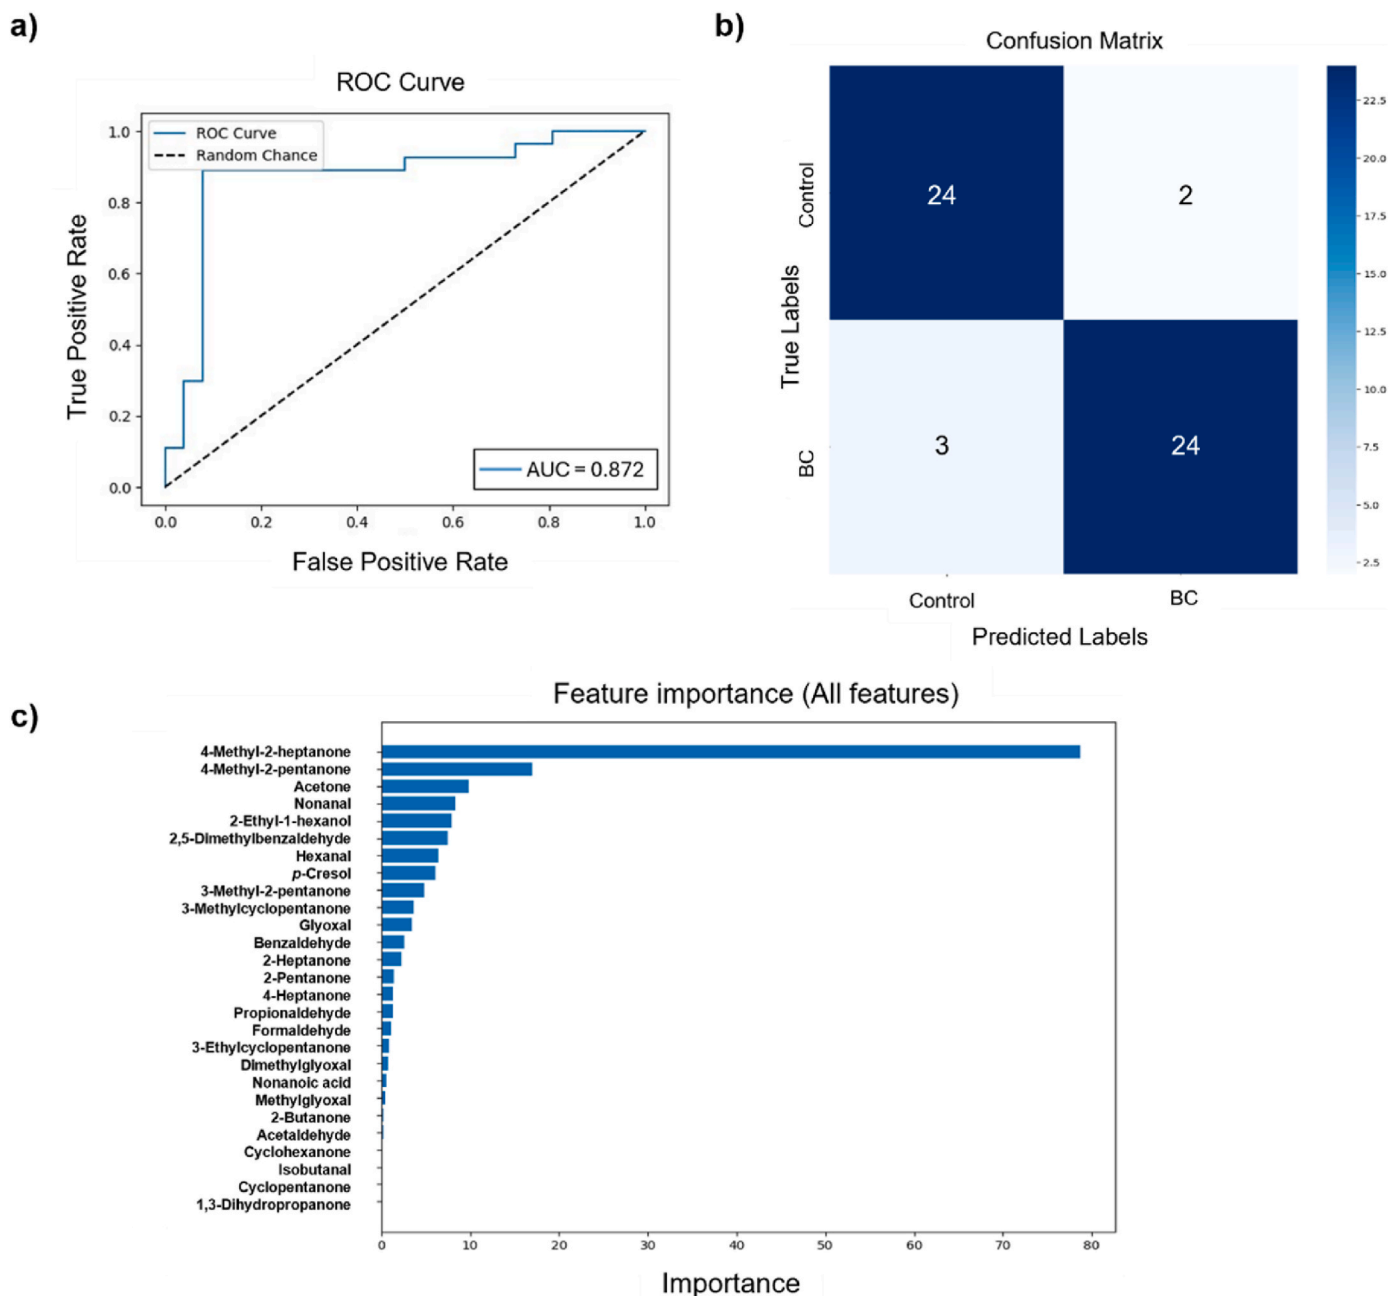 a)
ROC Curve
ROC Curve
Random Chance
1.0
0.8
0.6
0.4
0.2
0.0
True Positive Rate
AUC = 0.872
0.0 0.2 0.4 0.6 0.8 1.0
False Positive Rate
b)
Confusion Matrix
Control
BC
True Labels
24 2
3 24
Control BC
Predicted Labels
22.5
20.0
17.5
15.0
12.5
10.0
7.5
5.0
2.5
c)
Feature importance (All features)
4-Methyl-2-heptanone
4-Methyl-2-pentanone
Acetone
Nonanal
2-Ethyl-1-hexanol
2,5-Dimethylbenzaldehyde
Hexanal
p-Cresol
3-Methyl-2-pentanone
3-Methylcyclopentanone
Glyoxal
Benzaldehyde
2-Heptanone
2-Pentanone
4-Heptanone
Propionaldehyde
Formaldehyde
3-Ethylcyclopentanone
Dimethylglyoxal
Nonanoic acid
Methylglyoxal
2-Butanone
Acetaldehyde
Cyclohexanone
Isobutanal
Cyclopentanone
1,3-Dihydropropanone
0 10 20 30 40 50 60 70 80
Importance